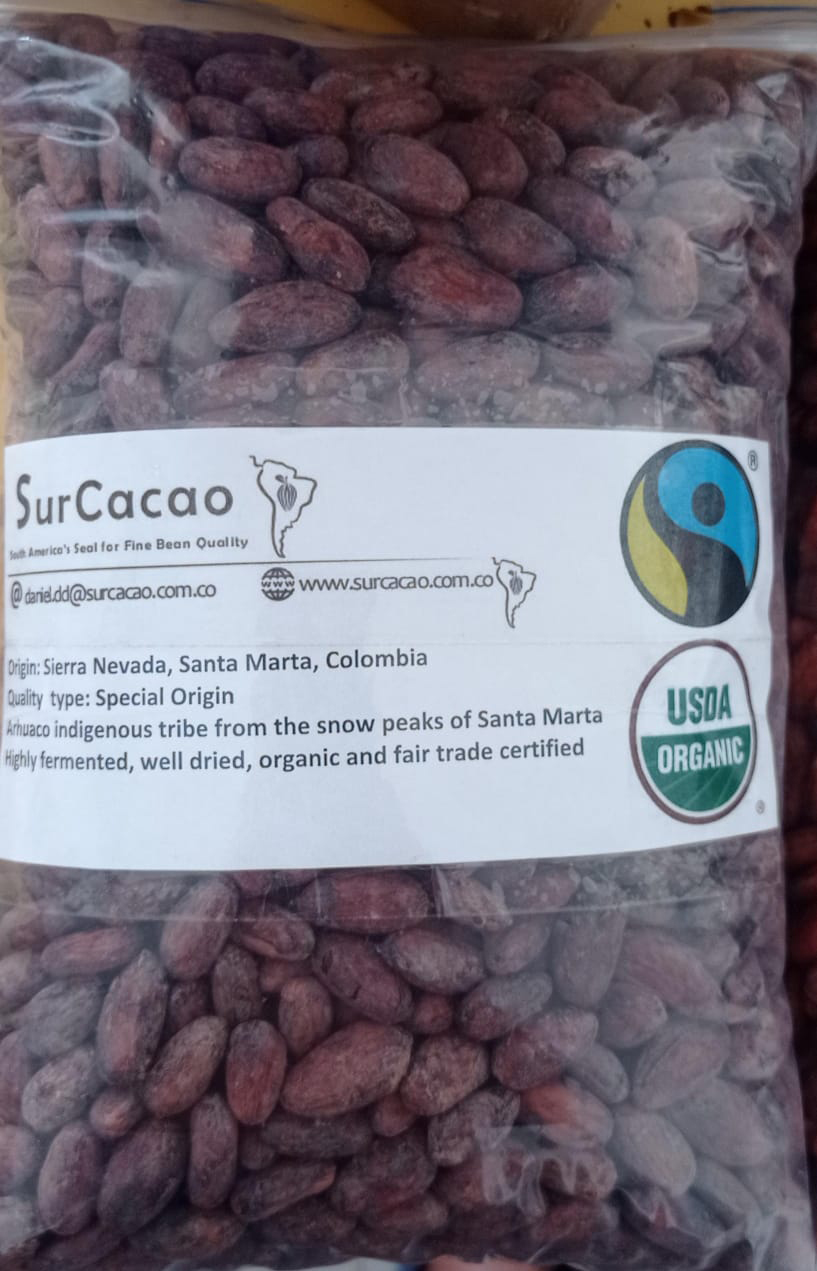 SurCacao
South America's Seal for Fine Bean Quality
@ daniel.dd@surcacao.com.co
www www.surcacao.com.co
Origin: Sierra Nevada, Santa Marta, Colombia
Quality type: Special Origin
Arhuaco indigenous tribe from the snow peaks of Santa Marta
Highly fermented, well dried, organic and fair trade certified
®
USDA
ORGANIC
®